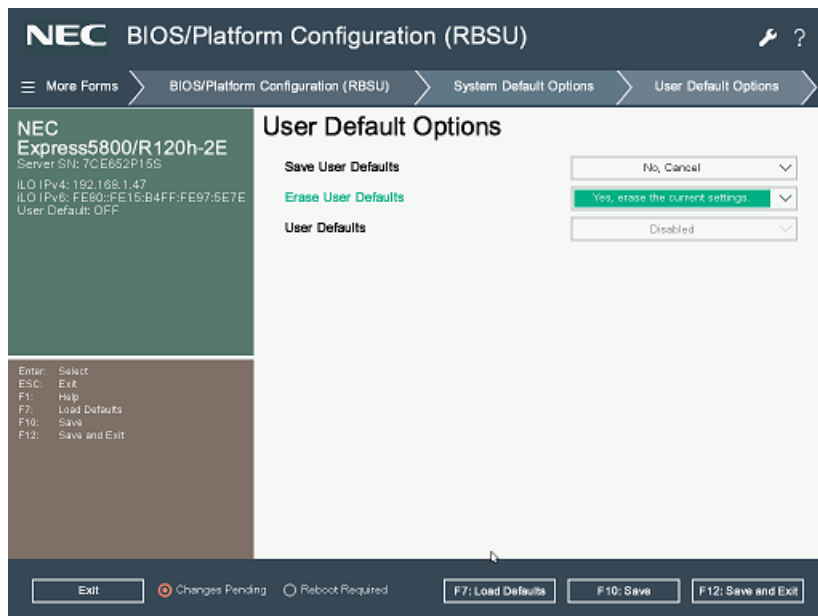 NEC BIOS/Platform Configuration (RBSU) ?
More Forms BIOS/Platform Configuration (RBSU) System Default Options User Default Options
NEC
Express5800/R120h-2E
Server SN: 7CE652P15S
iLO IPv4: 192.168.1.47
iLO IPv6: FE80::FE15:B4FF:FE97:5E7E
User Default: OFF
User Default Options
Save User Defaults No, Cancel
Erase User Defaults Yes, erase the current settings.
User Defaults Disabled
Enter: Select
ESC: Exit
F1: Help
F7: Load Defaults
F10: Save
F12: Save and Exit
Exit Changes Pending Reboot Required F7: Load Defaults F10: Save F12: Save and Exit